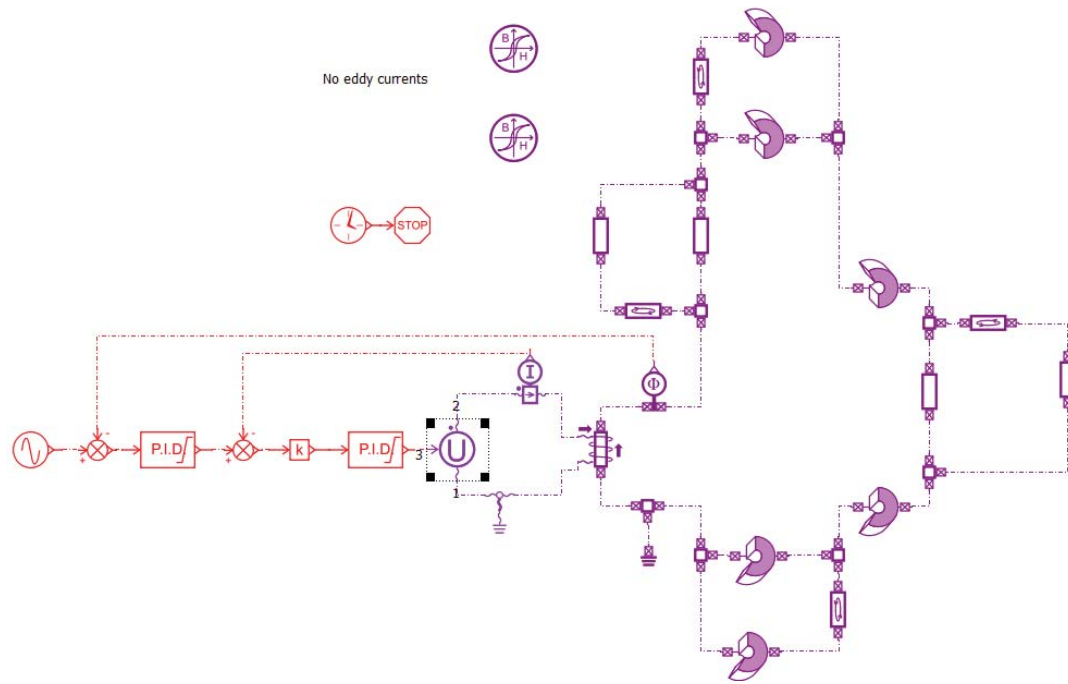 B
H
No eddy currents
B
H
STOP
I
Φ
2
- -
P.I.D
k
P.I.D
3
U
+
+
1